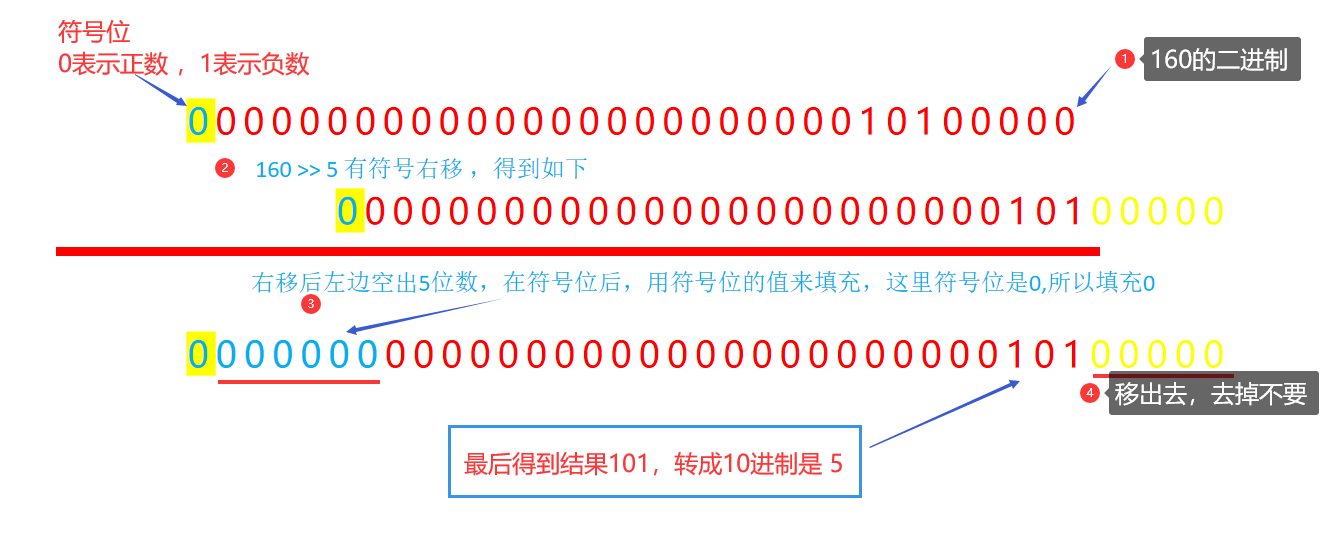 符号位
0表示正数 ，1表示负数
1 160的二进制
00000000000000000000000010100000
2 160 >> 5 有符号右移 ，得到如下
00000000000000000000000010100000
右移后左边空出5位数，在符号位后，用符号位的值来填充，这里符号位是0,所以填充0
3
0000000000000000000000000000010100000
4 移出去，去掉不要
最后得到结果101，转成10进制是 5